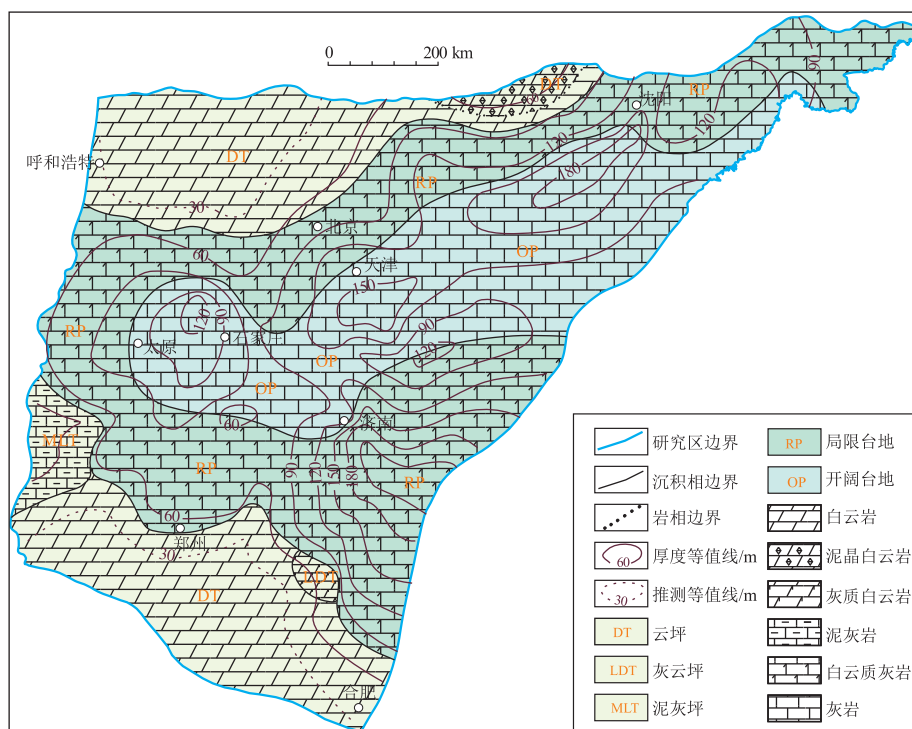 0 200 km
DT
60
RP
沈阳
90
120
120
呼和浩特
DT
180
30
RP
北京
60
OP
天津
150
90
120
RP
石家庄
太原
90
OP
120
OP
60
济南
MLT
RP
90
120
150
180
RP
60
郑州
30
LDT
DT
合肥
研究区边界
RP 局限台地
沉积相边界
OP 开阔台地
岩相边界
白云岩
60 厚度等值线/m
泥晶白云岩
30 推测等值线/m
灰质白云岩
DT 云坪
泥灰岩
LDT 灰云坪
白云质灰岩
MLT 泥灰坪
灰岩